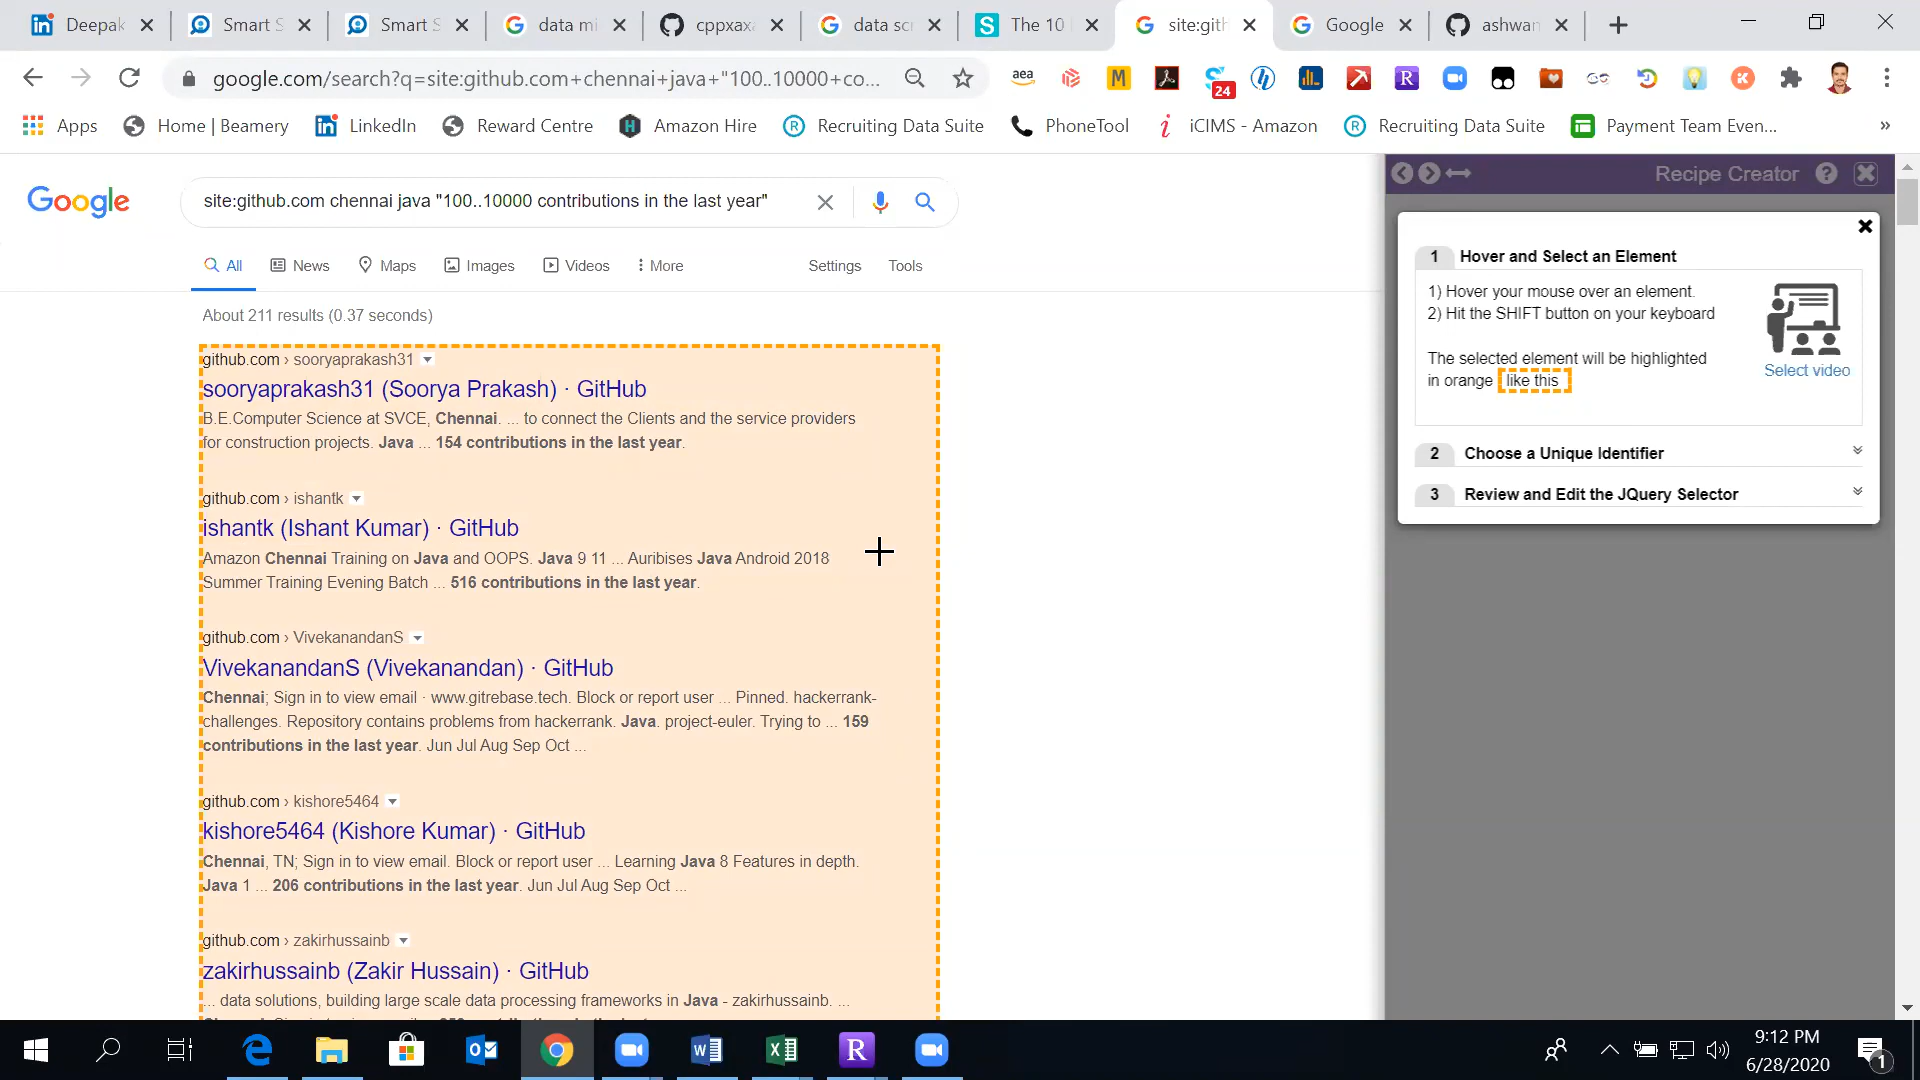 Deepak
Smart S
Smart S
data mi
cppxaxa
data scr
The 10
site:gith
Google
ashwan
google.com/search?q=site:github.com+chennai+java+"100..10000+co...
aea
M
24
R
K
Apps
Home | Beamery
LinkedIn
Reward Centre
Amazon Hire
Recruiting Data Suite
PhoneTool
iCIMS - Amazon
Recruiting Data Suite
Payment Team Even...
»
Google
site:github.com chennai java "100..10000 contributions in the last year"
All
News
Maps
Images
Videos
More
Settings
Tools
About 211 results (0.37 seconds)
github.com › sooryaprakash31
sooryaprakash31 (Soorya Prakash) · GitHub
B.E.Computer Science at SVCE, Chennai. ... to connect the Clients and the service providers
for construction projects. Java ... 154 contributions in the last year.
github.com › ishantk
ishantk (Ishant Kumar) · GitHub
Amazon Chennai Training on Java and OOPS. Java 9 11 ... Auribises Java Android 2018
Summer Training Evening Batch ... 516 contributions in the last year.
github.com › VivekanandanS
VivekanandanS (Vivekanandan) · GitHub
Chennai; Sign in to view email · www.gitrebase.tech. Block or report user ... Pinned. hackerrank-
challenges. Repository contains problems from hackerrank. Java. project-euler. Trying to ... 159
contributions in the last year. Jun Jul Aug Sep Oct ...
github.com › kishore5464
kishore5464 (Kishore Kumar) · GitHub
Chennai, TN; Sign in to view email. Block or report user ... Learning Java 8 Features in depth.
Java 1 ... 206 contributions in the last year. Jun Jul Aug Sep Oct ...
github.com › zakirhussainb
zakirhussainb (Zakir Hussain) · GitHub
... data solutions, building large scale data processing frameworks in Java - zakirhussainb. ...
Recipe Creator
1 Hover and Select an Element
1) Hover your mouse over an element.
2) Hit the SHIFT button on your keyboard
The selected element will be highlighted
in orange like this
Select video
2 Choose a Unique Identifier
3 Review and Edit the JQuery Selector
9:12 PM
6/28/2020
1